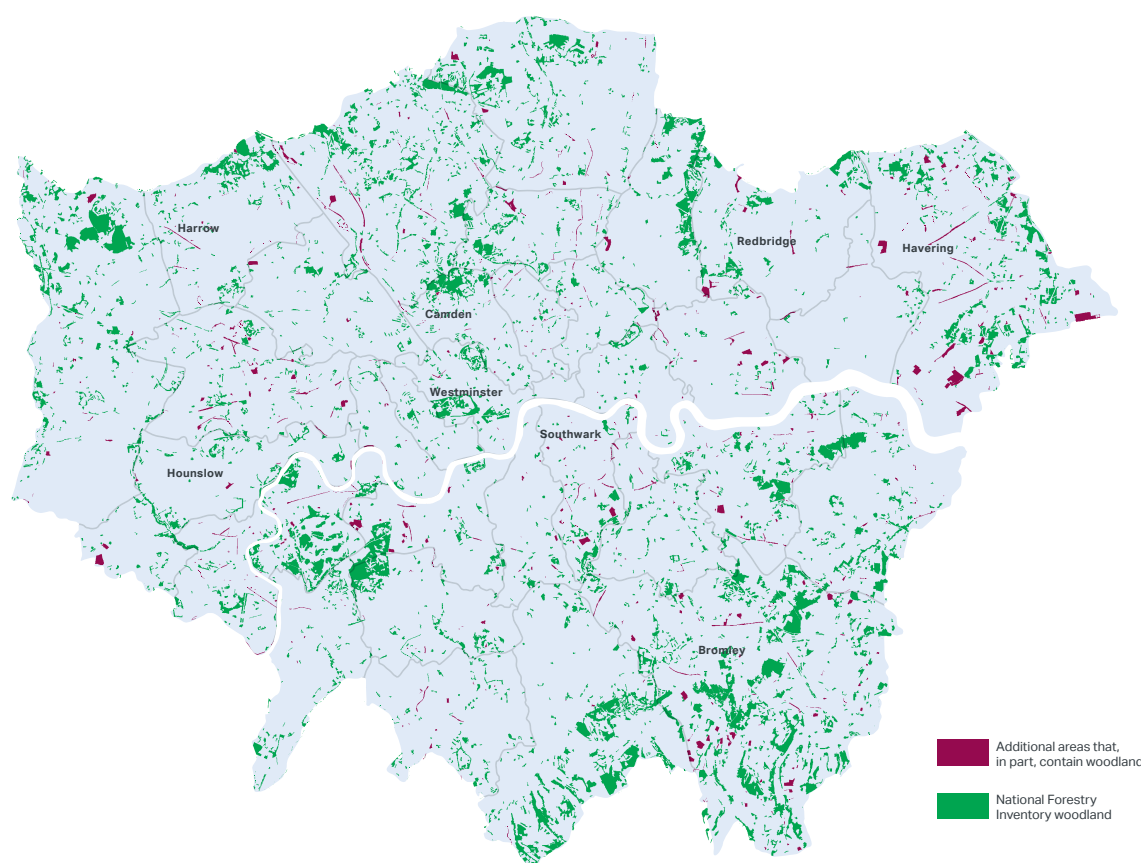 Harrow
Redbridge
Havering
Camden
Westminster
Southwark
Hounslow
Bromley
Additional areas that,
in part, contain woodland
National Forestry
Inventory woodland